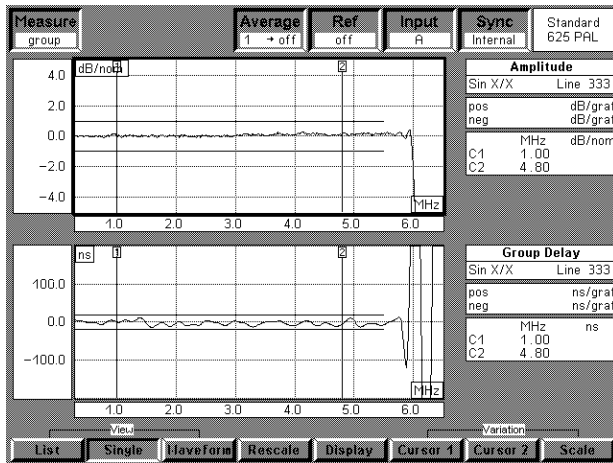 Measure
group
Average
1 → off
Ref
off
Input
A
Sync
Internal
Standard
625 PAL
dB/nom
1
2
4.0
2.0
0.0
−2.0
−4.0
MHz
1.0 2.0 3.0 4.0 5.0 6.0
Amplitude
Sin X/X Line 333
pos dB/graf
neg dB/graf
MHz dB/nom
C1 1.00
C2 4.80
ns
1
2
100.0
0.0
−100.0
MHz
1.0 2.0 3.0 4.0 5.0 6.0
Group Delay
Sin X/X Line 333
pos ns/graf
neg ns/graf
MHz ns
C1 1.00
C2 4.80
View
Variation
List
Single
Waveform
Rescale
Display
Cursor 1
Cursor 2
Scale